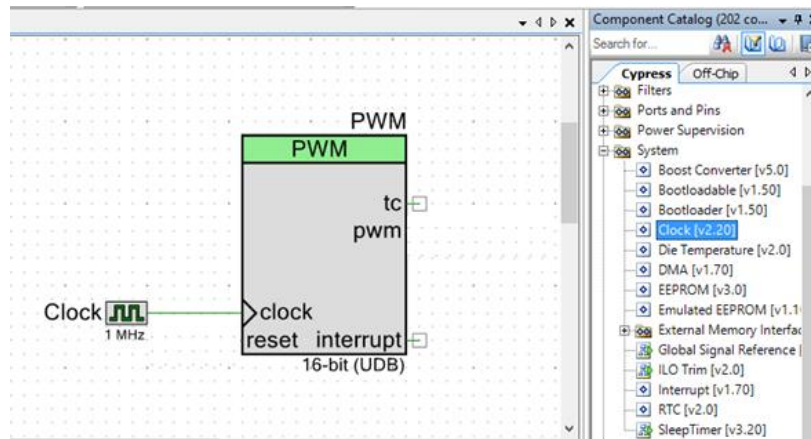 Component Catalog (202 co...
Search for...
Cypress
Off-Chip
Filters
Ports and Pins
Power Supervision
System
Boost Converter [v5.0]
Bootloadable [v1.50]
Bootloader [v1.50]
Clock [v2.20]
Die Temperature [v2.0]
DMA [v1.70]
EEPROM [v3.0]
Emulated EEPROM [v1.1
External Memory Interfac
Global Signal Reference [
ILO Trim [v2.0]
Interrupt [v1.70]
RTC [v2.0]
SleepTimer [v3.20]
PWM
PWM
tc
pwm
Clock
1 MHz
clock
reset interrupt
16-bit (UDB)